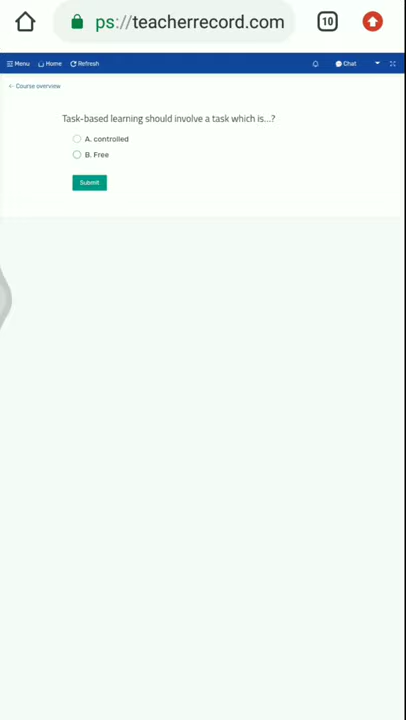 ps://teacherrecord.com 10
Menu Home Refresh Chat
← Course overview
Task-based learning should involve a task which is...?
A. controlled
B. Free
Submit